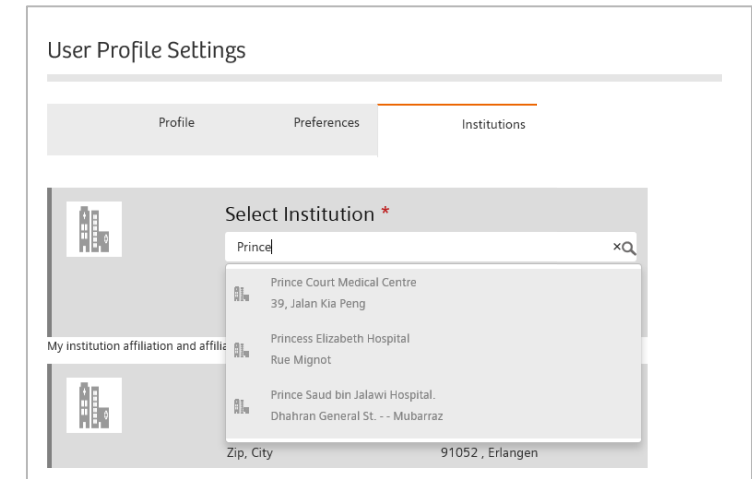 User Profile Settings
Profile
Preferences
Institutions
Select Institution *
Prince
×
Prince Court Medical Centre
39, Jalan Kia Peng
Princess Elizabeth Hospital
Rue Mignot
My institution affiliation and
Prince Saud bin Jalawi Hospital.
Dhahran General St. - - Mubarraz
Zip, City
91052 , Erlangen